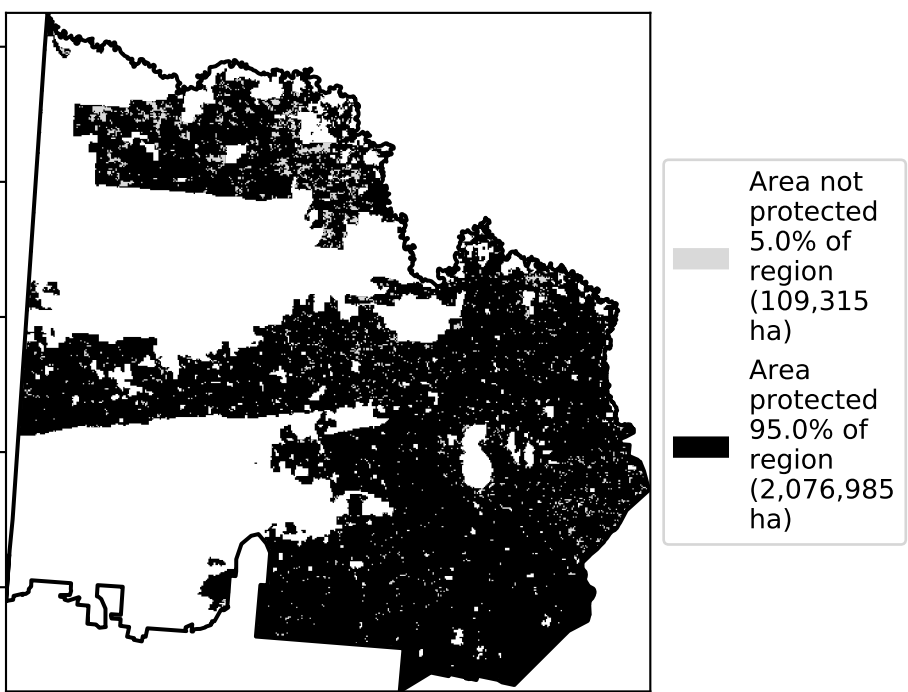 Area not
protected
5.0% of
region
(109,315
ha)
Area
protected
95.0% of
region
(2,076,985
ha)